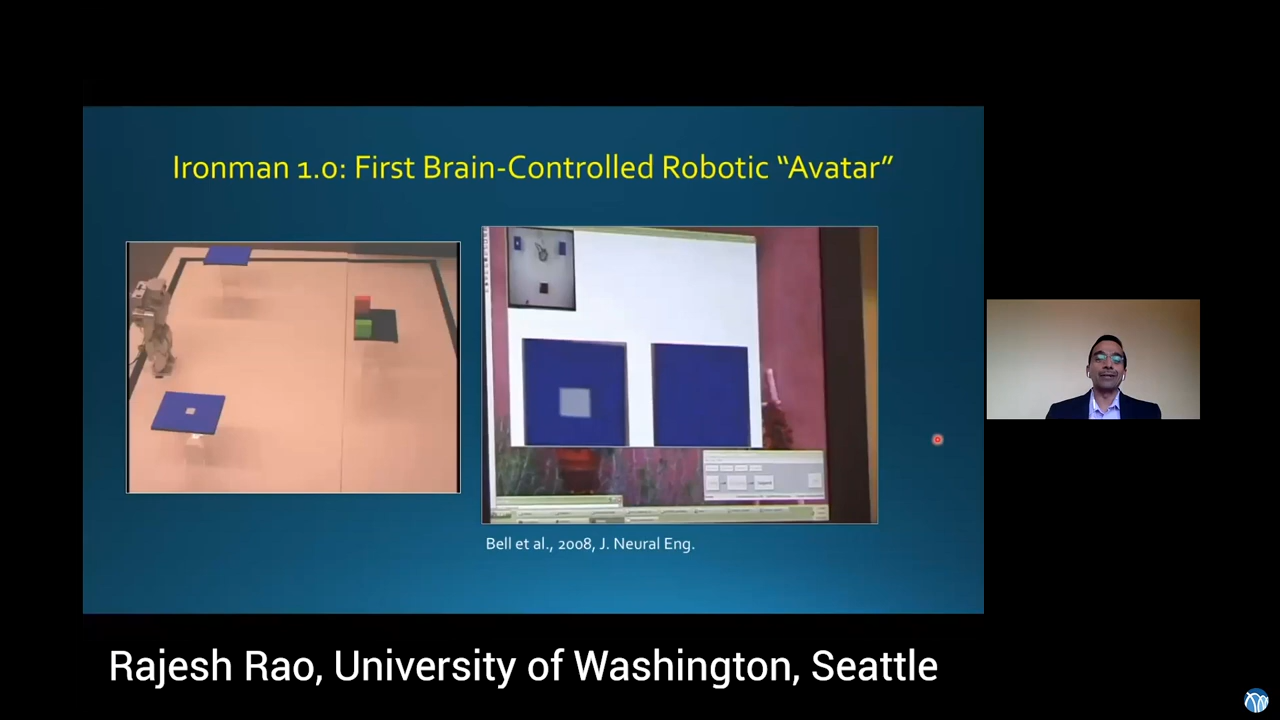 Ironman 1.0: First Brain-Controlled Robotic “Avatar”
Bell et al., 2008, J. Neural Eng.
Rajesh Rao, University of Washington, Seattle